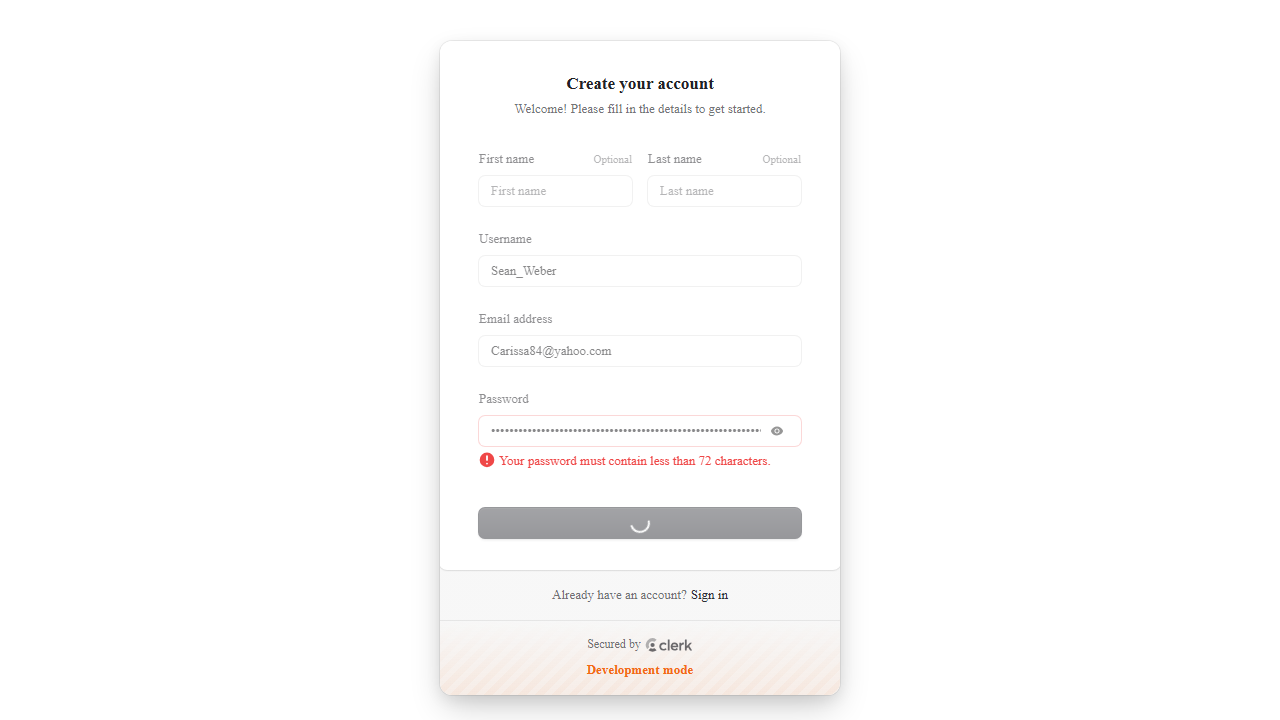 Create your account
Welcome! Please fill in the details to get started.
First name Optional Last name Optional
First name Last name
Username
Sean_Weber
Email address
Carissa84@yahoo.com
Password
Your password must contain less than 72 characters.
Already have an account? Sign in
Secured by clerk
Development mode